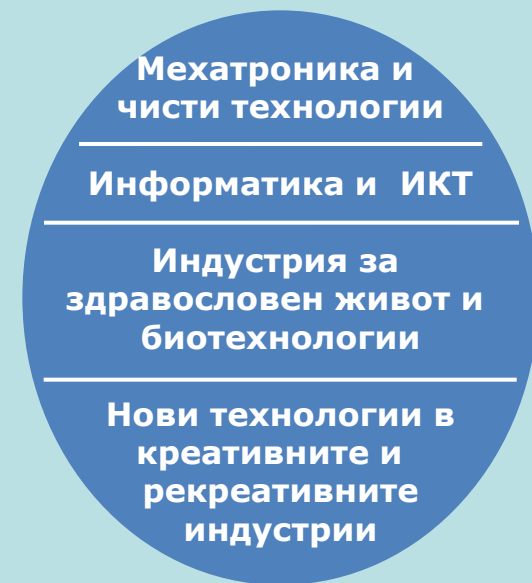 Мехатроника и
чисти технологии
Информатика и ИКТ
Индустрия за
здравословен живот и
биотехнологии
Нови технологии в
креативните и
рекреативните
индустрии